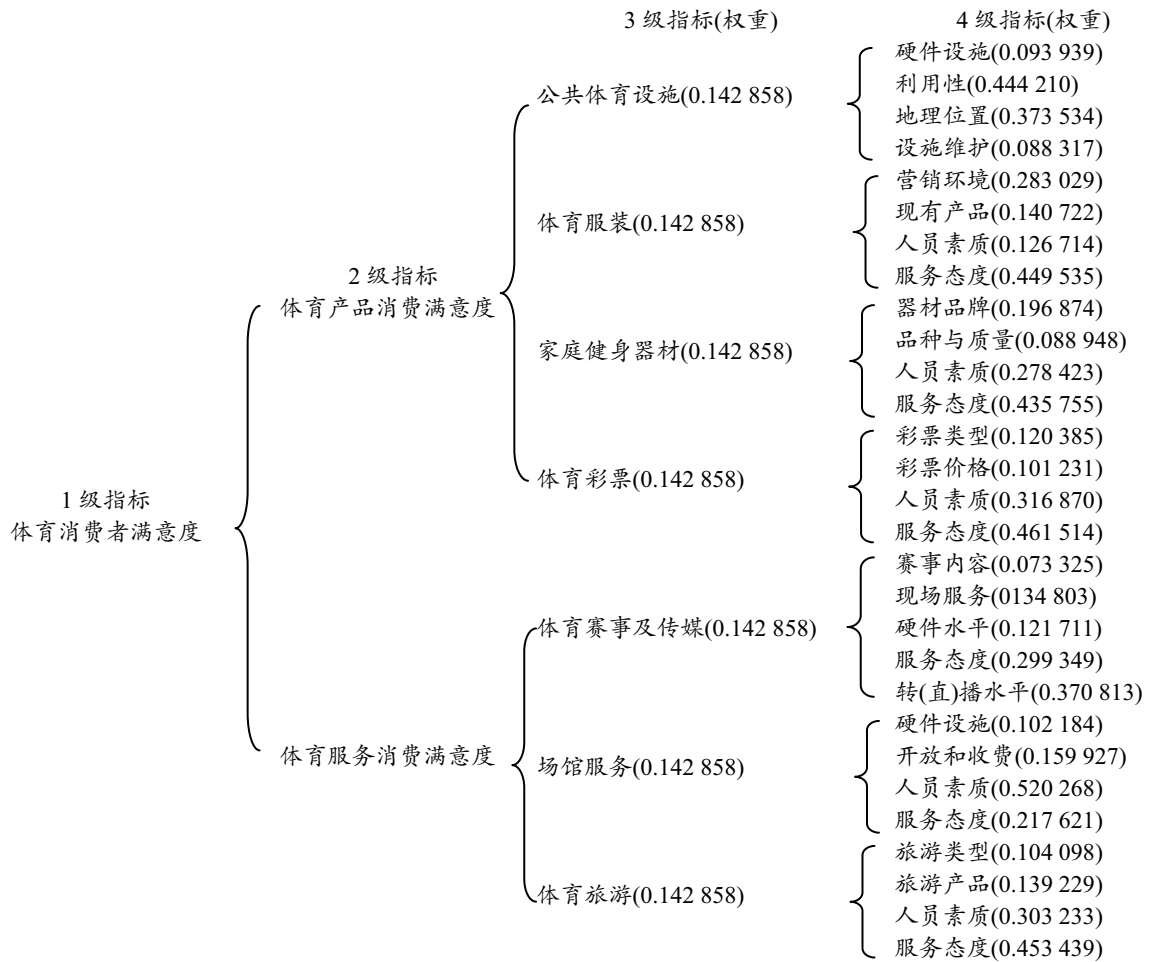 3 级指标(权重) 4 级指标(权重)
硬件设施(0.093 939)
公共体育设施(0.142 858) 利用性(0.444 210)
地理位置(0.373 534)
设施维护(0.088 317)
营销环境(0.283 029)
体育服装(0.142 858) 现有产品(0.140 722)
人员素质(0.126 714)
服务态度(0.449 535)
2 级指标
体育产品消费满意度 器材品牌(0.196 874)
家庭健身器材(0.142 858) 品种与质量(0.088 948)
人员素质(0.278 423)
服务态度(0.435 755)
彩票类型(0.120 385)
体育彩票(0.142 858) 彩票价格(0.101 231)
人员素质(0.316 870)
服务态度(0.461 514)
1 级指标
体育消费者满意度
赛事内容(0.073 325)
现场服务(0134 803)
体育赛事及传媒(0.142 858) 硬件水平(0.121 711)
服务态度(0.299 349)
转(直)播水平(0.370 813)
硬件设施(0.102 184)
体育服务消费满意度 场馆服务(0.142 858) 开放和收费(0.159 927)
人员素质(0.520 268)
服务态度(0.217 621)
旅游类型(0.104 098)
体育旅游(0.142 858) 旅游产品(0.139 229)
人员素质(0.303 233)
服务态度(0.453 439)